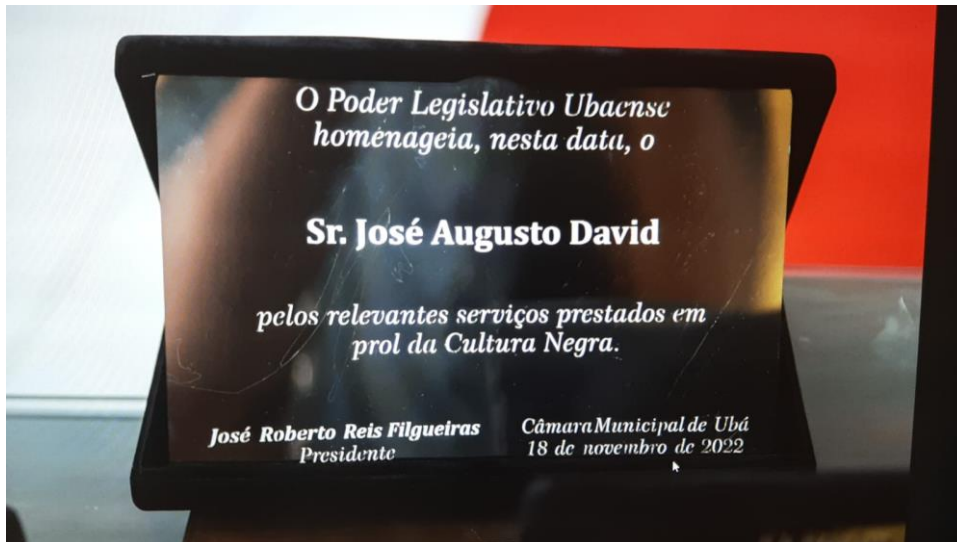 O Poder Legislativo Ubaense
homenageia, nesta data, o
Sr. José Augusto David
pelos relevantes serviços prestados em
prol da Cultura Negra.
José Roberto Reis Filgueiras
Presidente
Câmara Municipal de Ubá
18 de novembro de 2022